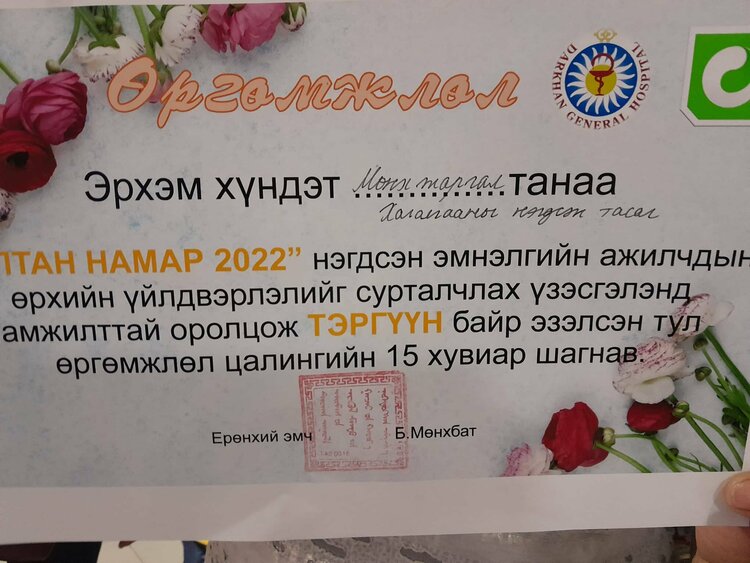 Өргөмжлөл
DARKHAN GENERAL HOSPITAL
Эрхэм хүндэт Мөнхжаргал танаа
Халамгааны нэгдсэн тасаг
ЛТАН НАМАР 2022” нэгдсэн эмнэлгийн ажилчдын
өрхийн үйлдвэрлэлийг сурталчлах үзэсгэлэнд
амжилттай оролцож ТЭРГҮҮН байр эзэлсэн тул
өргөмжлөл цалингийн 15 хувиар шагнав.
Ерөнхий эмч Б.Мөнхбат